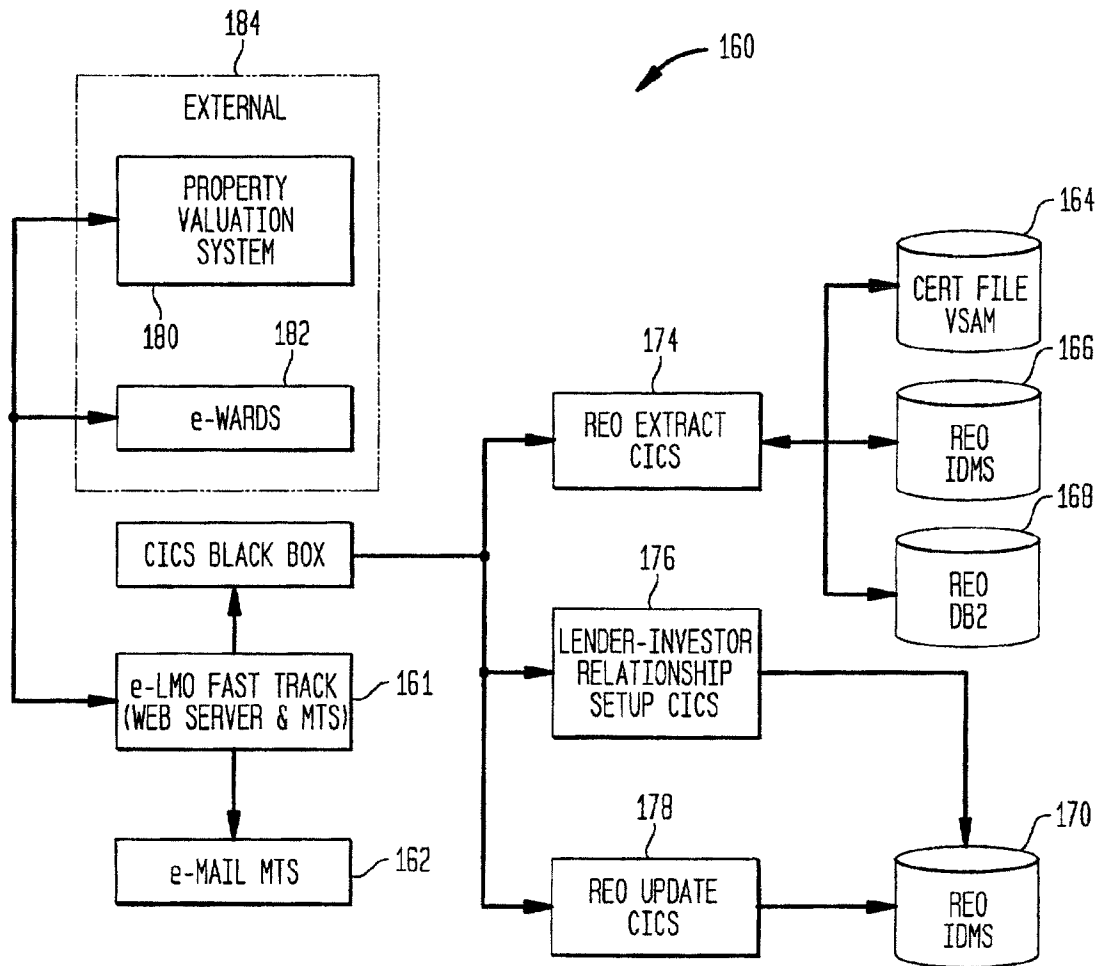 184
EXTERNAL
PROPERTY
VALUATION
SYSTEM
180
182
e-WARDS
CICS BLACK BOX
e-LMO FAST TRACK
(WEB SERVER & MTS)
161
e-MAIL MTS
162
160
174
REO EXTRACT
CICS
176
LENDER-INVESTOR
RELATIONSHIP
SETUP CICS
178
REO UPDATE
CICS
164
CERT FILE
VSAM
166
REO
IDMS
168
REO
DB2
170
REO
IDMS